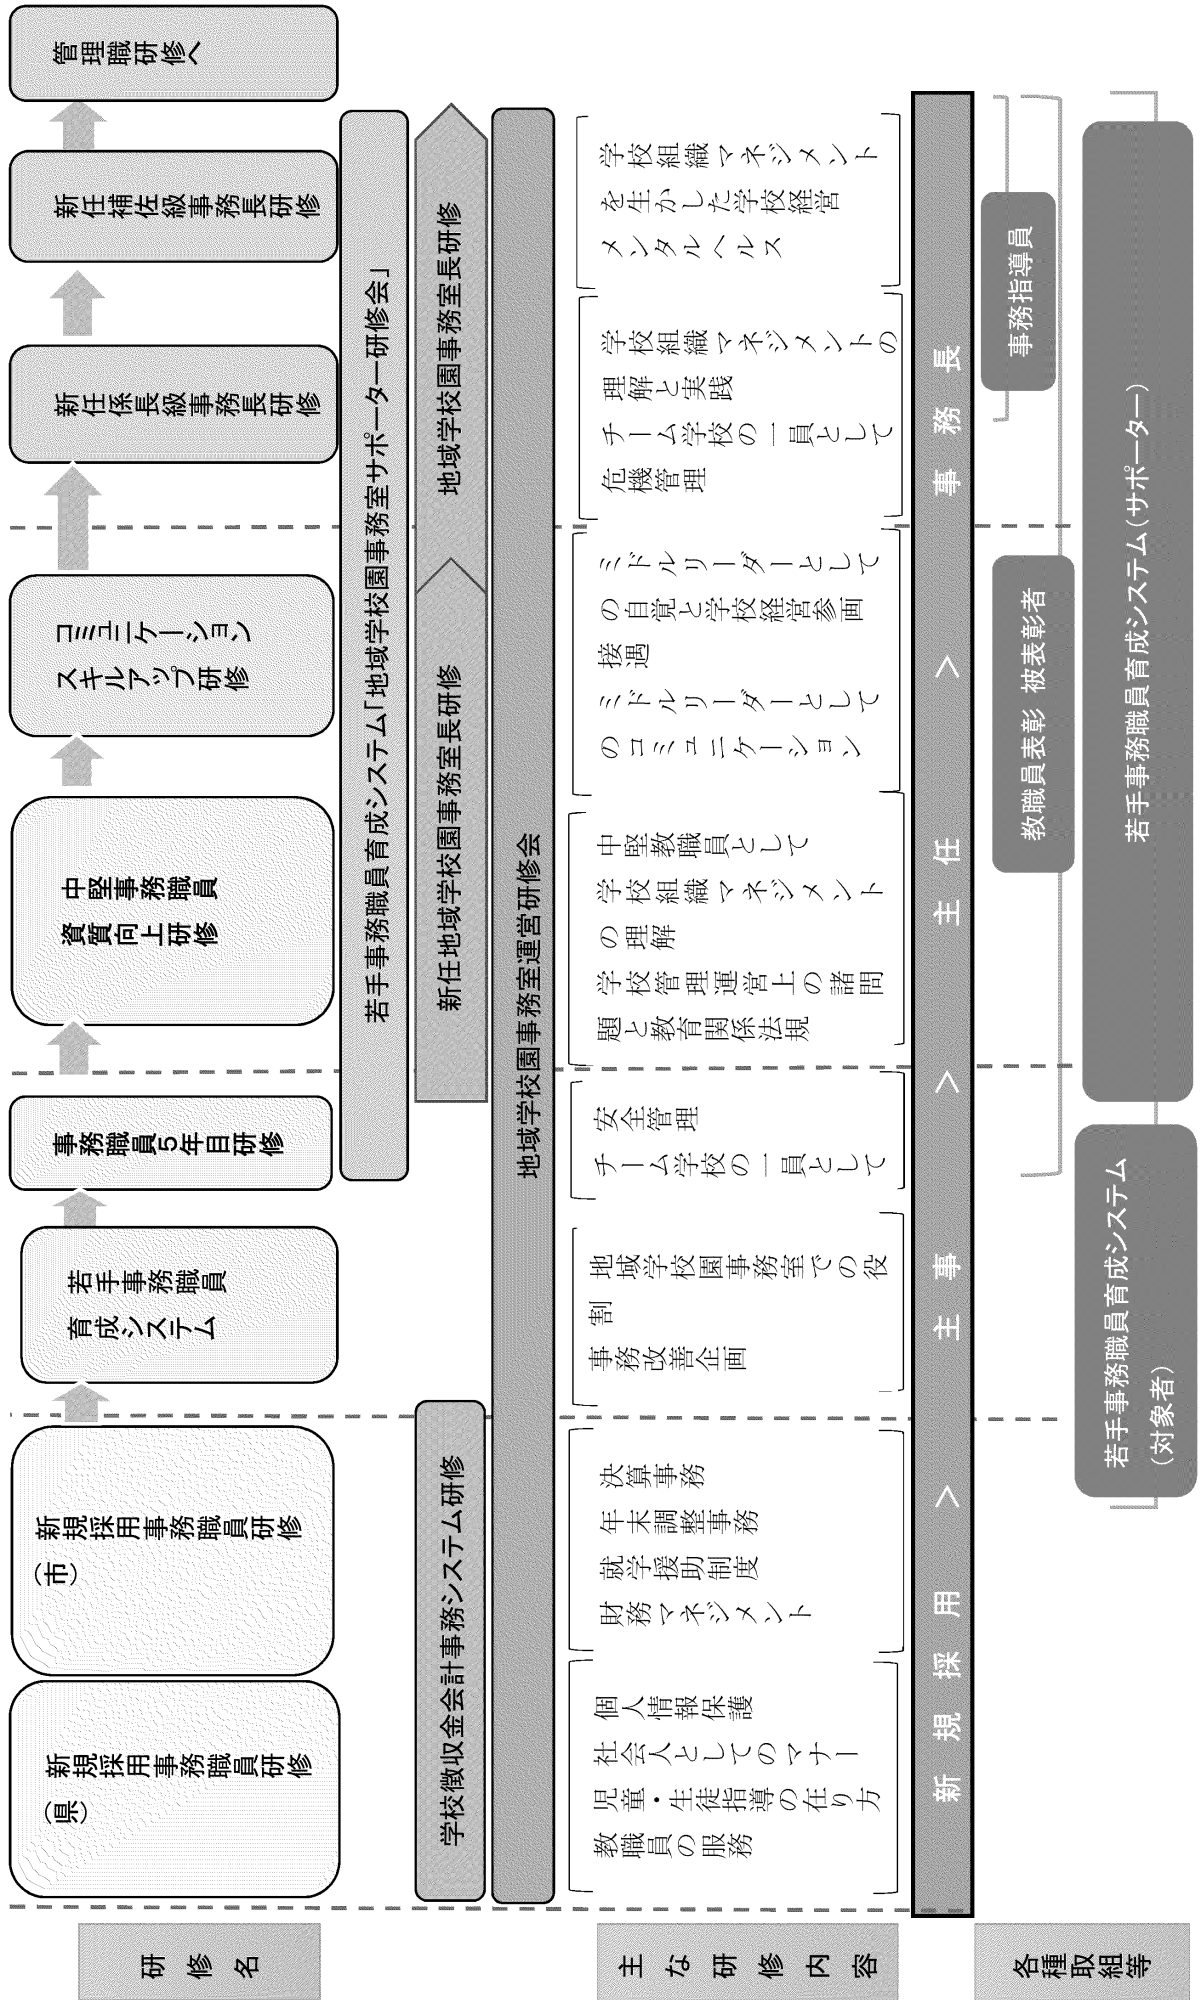 研修名
新規採用事務職員研修
（県）
新規採用事務職員研修
（市）
若手事務職員
育成システム
事務職員5年目研修
中堅事務職員
資質向上研修
コミュニケーション
スキルアップ研修
新任係長級事務長研修
新任補佐級事務長研修
管理職研修へ
若手事務職員育成システム「地域学校園事務室サポーター研修会」
学校徴収金会計事務システム研修
新任地域学校園事務室長研修
地域学校園事務室長研修
地域学校園事務室運営研修会
主な研修内容
個人情報保護
社会人としてのマナー
児童・生徒指導の在り方
教職員の服務
決算事務
年末調整事務
就学援助制度
財務マネジメント
地域学校園事務室での役
割
事務改善企画
安全管理
チーム学校の一員として
中堅教職員として
学校組織マネジメント
の理解
学校管理運営上の諸問
題と教育関係法規
ミドルリーダーとして
の自覚と学校経営参画
接遇
ミドルリーダーとして
のコミュニケーション
学校組織マネジメントの
理解と実践
チーム学校の一員として
危機管理
学校組織マネジメント
を生かした学校経営
メンタルヘルス
新規採用 ＞ 主事 ＞ 主任 ＞ 事務長
各種取組等
事務指導員
教職員表彰 被表彰者
若手事務職員育成システム
（対象者）
若手事務職員育成システム（サポーター）